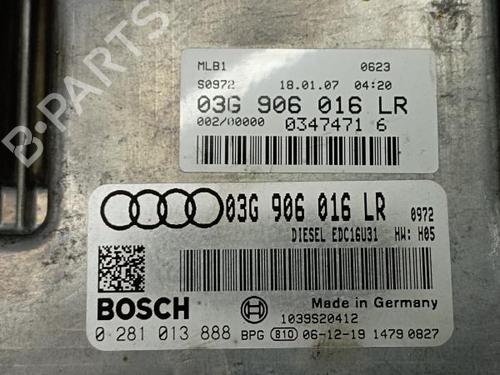 MLB1 0623
S0972 18.01.07 04:20
03G 906 016 LR
002/00000 0347471 6
03G 906 016 LR 0972
DIESEL EDC16U31 HW: H05
BOSCH Made in Germany
1039S20412
0 281 013 888 BPG 810 06-12-19 1479 0827
B-PARTS